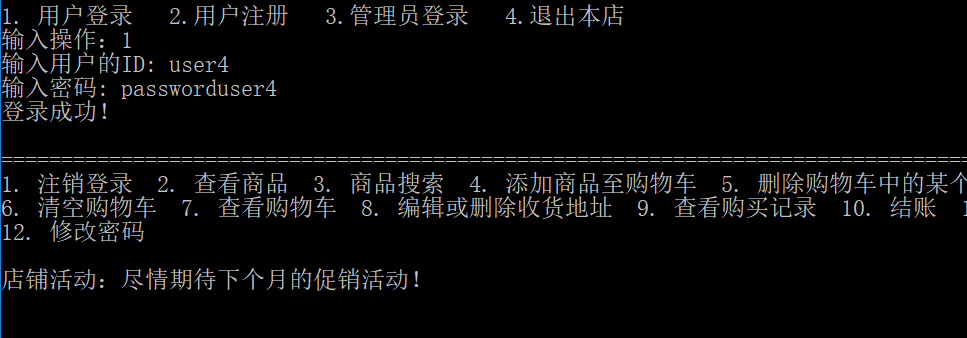 1. 用户登录   2.用户注册   3.管理员登录   4.退出本店
输入操作: 1
输入用户的ID: user4
输入密码: passworduser4
登录成功!
================================================================================
1. 注销登录  2. 查看商品  3. 商品搜索  4. 添加商品至购物车  5. 删除购物车中的某个
6. 清空购物车  7. 查看购物车  8. 编辑或删除收货地址  9. 查看购买记录  10. 结账  1
12. 修改密码
店铺活动: 尽情期待下个月的促销活动!